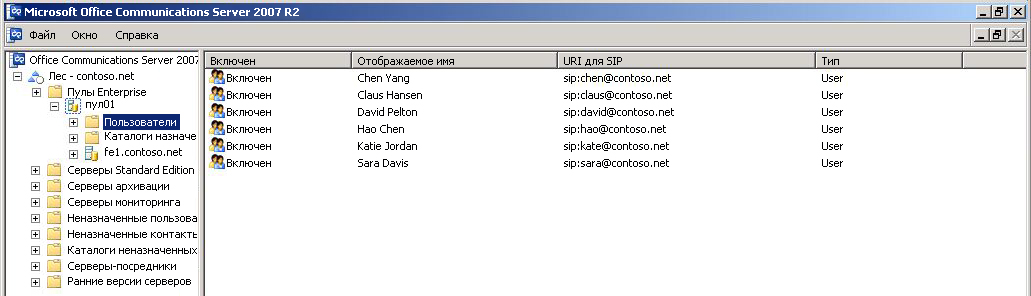 Microsoft Office Communications Server 2007 R2
Файл Окно Справка
Office Communications Server 2007
Лес - contoso.net
Пулы Enterprise
пул01
Пользователи
Каталоги назначе
fe1.contoso.net
Серверы Standard Edition
Серверы архивации
Серверы мониторинга
Неназначенные пользова
Неназначенные контакть
Каталоги неназначенных
Серверы-посредники
Ранние версии серверов
Включен Отображаемое имя URI для SIP Тип
Включен Chen Yang sip:chen@contoso.net User
Включен Claus Hansen sip:claus@contoso.net User
Включен David Pelton sip:david@contoso.net User
Включен Hao Chen sip:hao@contoso.net User
Включен Katie Jordan sip:kate@contoso.net User
Включен Sara Davis sip:sara@contoso.net User